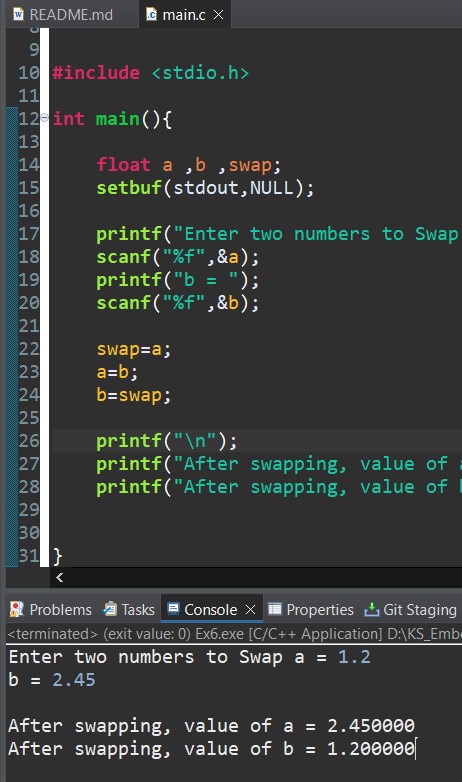 README.md main.c
9
10 #include <stdio.h>
11
12 int main(){
13
14 float a ,b ,swap;
15 setbuf(stdout,NULL);
16
17 printf("Enter two numbers to Swap
18 scanf("%f",&a);
19 printf("b = ");
20 scanf("%f",&b);
21
22 swap=a;
23 a=b;
24 b=swap;
25
26 printf("\n");
27 printf("After swapping, value of
28 printf("After swapping, value of
29
30
31 }
<
Problems Tasks Console Properties Git Staging
<terminated> (exit value: 0) Ex6.exe [C/C++ Application] D:\KS_Embe
Enter two numbers to Swap a = 1.2
b = 2.45
After swapping, value of a = 2.450000
After swapping, value of b = 1.200000